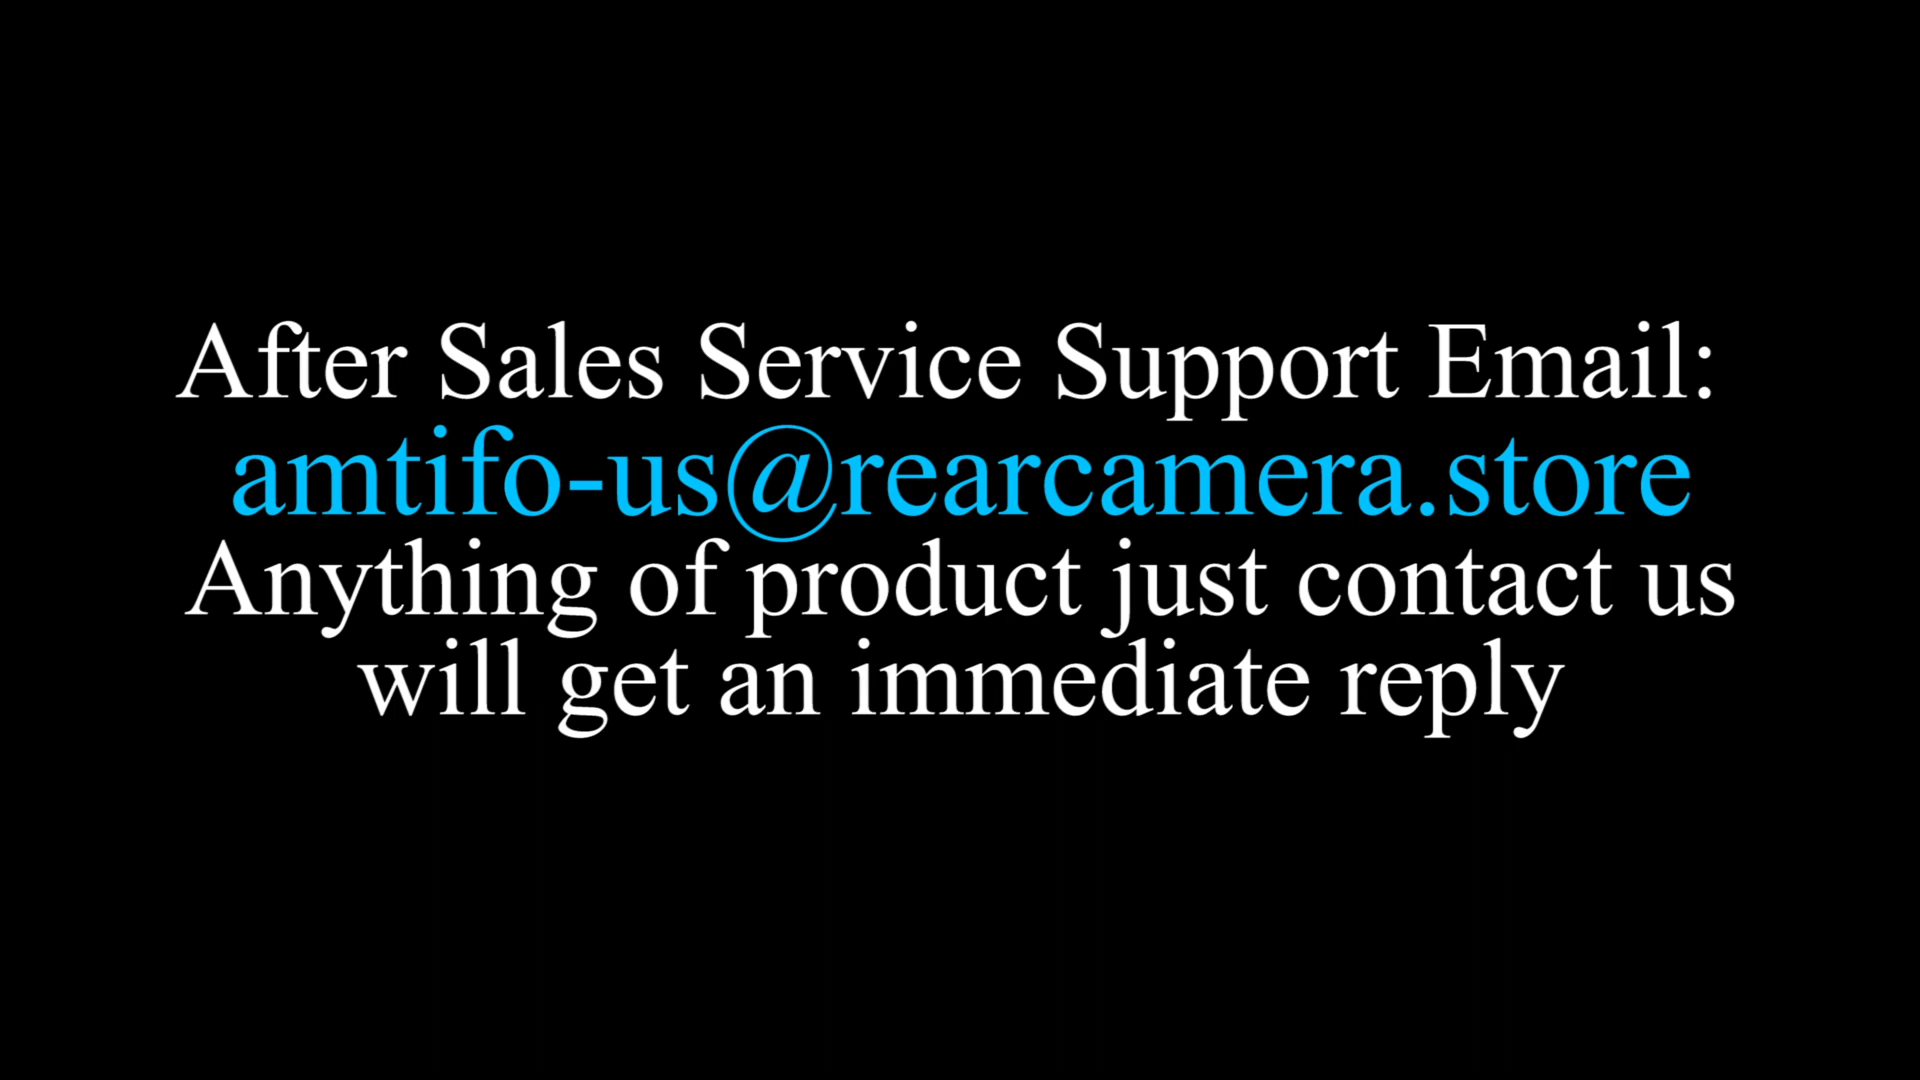 After Sales Service Support Email:
amtifo-us@rearcamera.store
Anything of product just contact us
will get an immediate reply